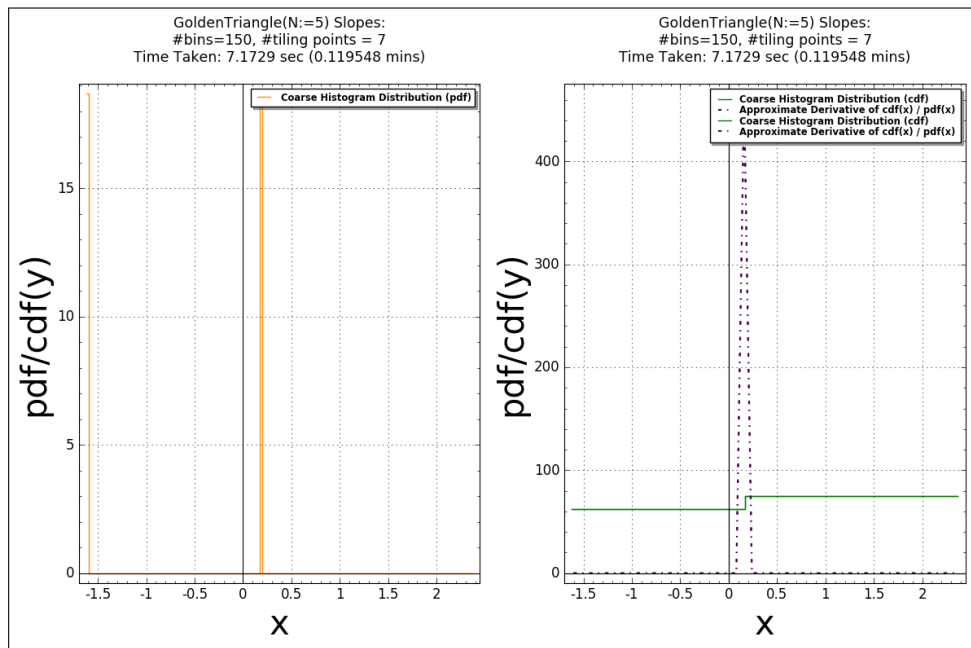 GoldenTriangle(N:=5) Slopes:
#bins=150, #tiling points = 7
Time Taken: 7.1729 sec (0.119548 mins)
Coarse Histogram Distribution (pdf)
15
10
5
0
-1.5 -1 -0.5 0 0.5 1 1.5 2
pdf/cdf(y)
x
GoldenTriangle(N:=5) Slopes:
#bins=150, #tiling points = 7
Time Taken: 7.1729 sec (0.119548 mins)
Coarse Histogram Distribution (cdf)
Approximate Derivative of cdf(x) / pdf(x)
Coarse Histogram Distribution (cdf)
Approximate Derivative of cdf(x) / pdf(x)
400
300
200
100
0
-1.5 -1 -0.5 0 0.5 1 1.5 2
pdf/cdf(y)
x